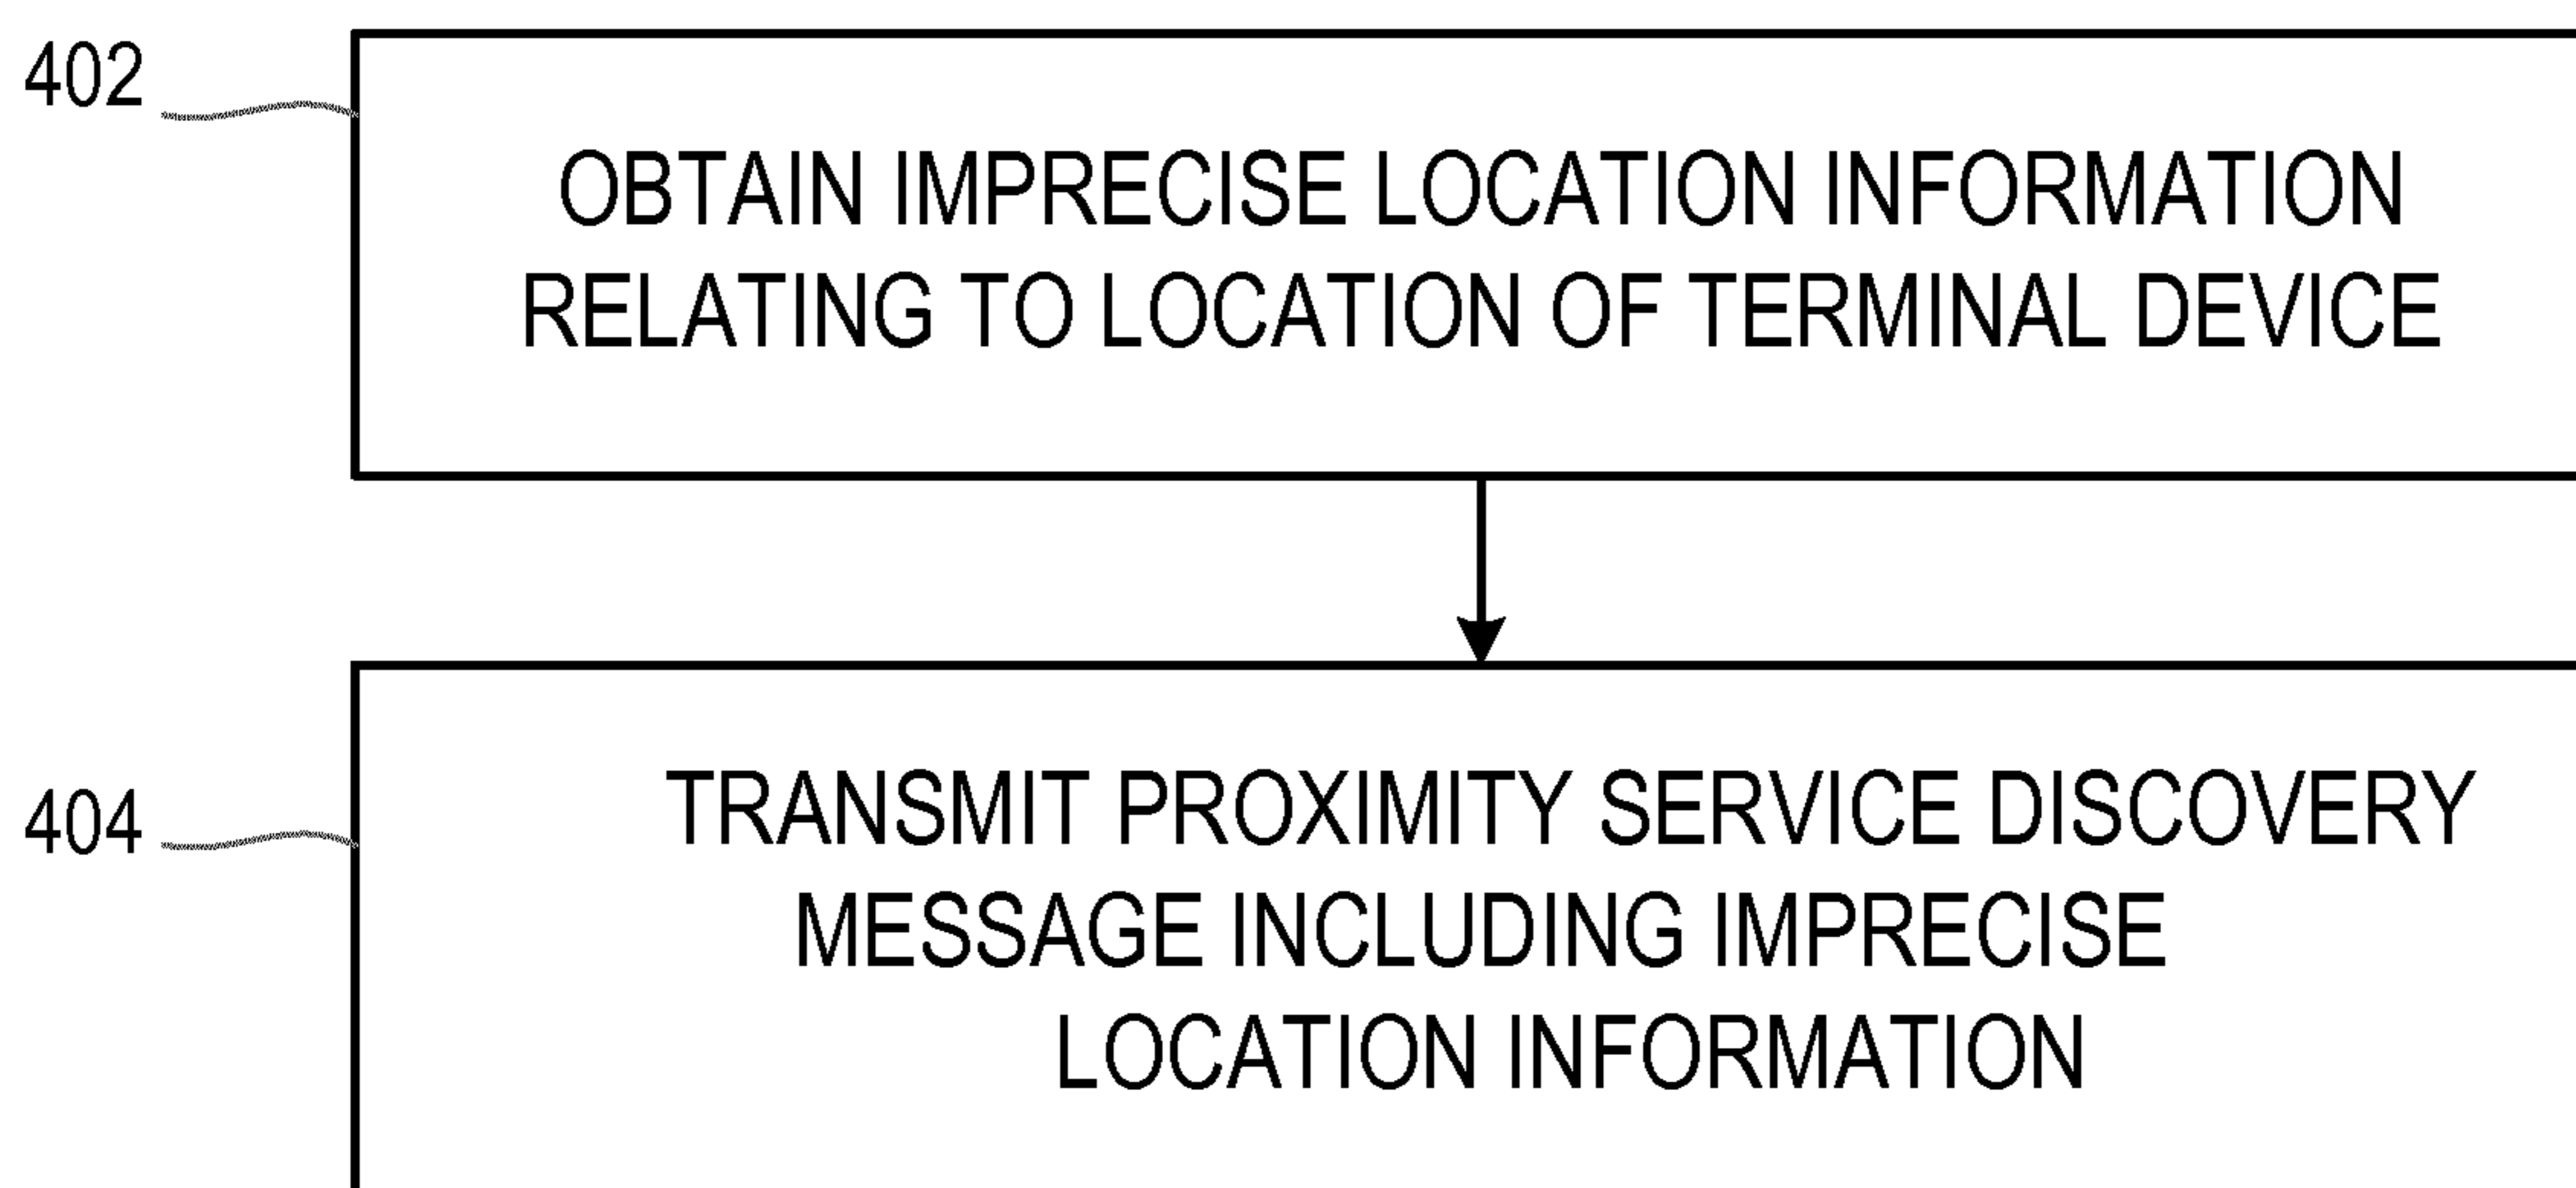 402
OBTAIN IMPRECISE LOCATION INFORMATION
RELATING TO LOCATION OF TERMINAL DEVICE
404
TRANSMIT PROXIMITY SERVICE DISCOVERY
MESSAGE INCLUDING IMPRECISE
LOCATION INFORMATION